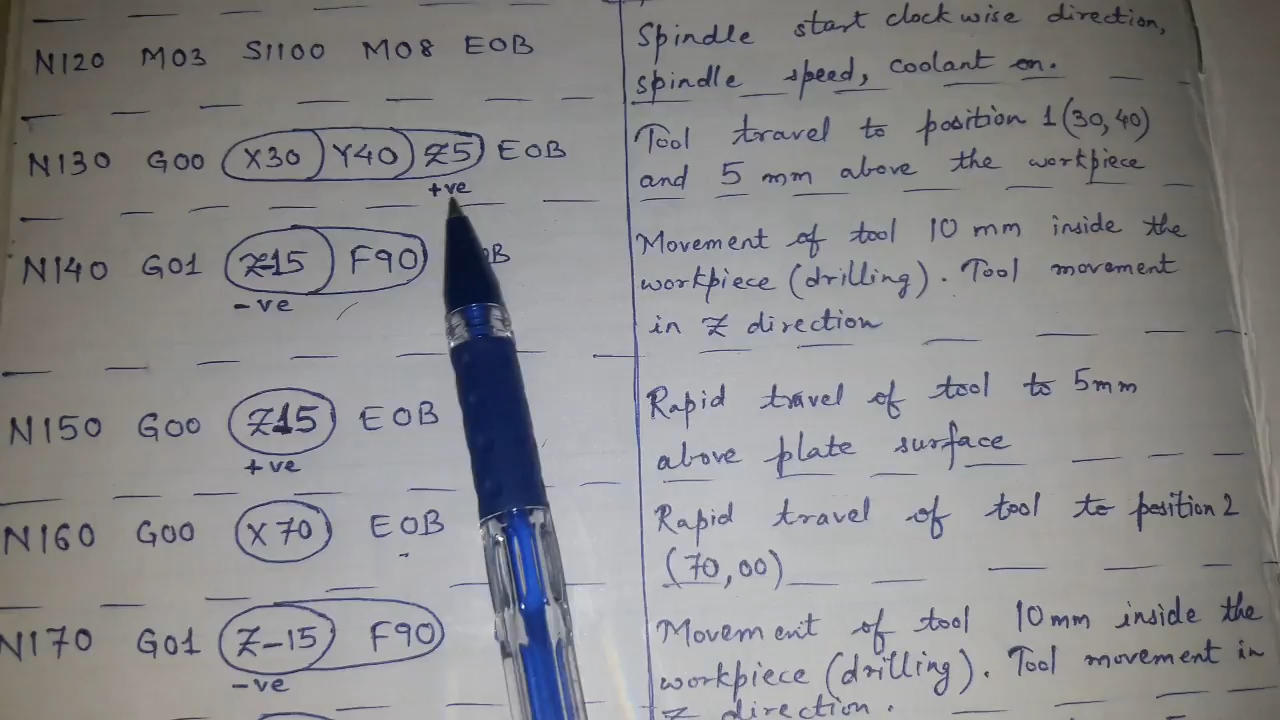 N120 M03 S1100 M08 EOB
Spindle start clock wise direction,
spindle speed, coolant on.
N130 G00 X30 Y40 Z5 EOB
+ve
Tool travel to position 1(30,40)
and 5 mm above the workpiece
N140 G01 Z-15 F90 OB
-ve
Movement of tool 10 mm inside the
workpiece (drilling). Tool movement
in Z direction
N150 G00 Z15 EOB
+ve
Rapid travel of tool to 5mm
above plate surface
N160 G00 X70 EOB
Rapid travel of tool to position 2
(70,00)
N170 G01 Z-15 F90
-ve
Movement of tool 10mm inside the
workpiece (drilling). Tool movement in
Z direction.